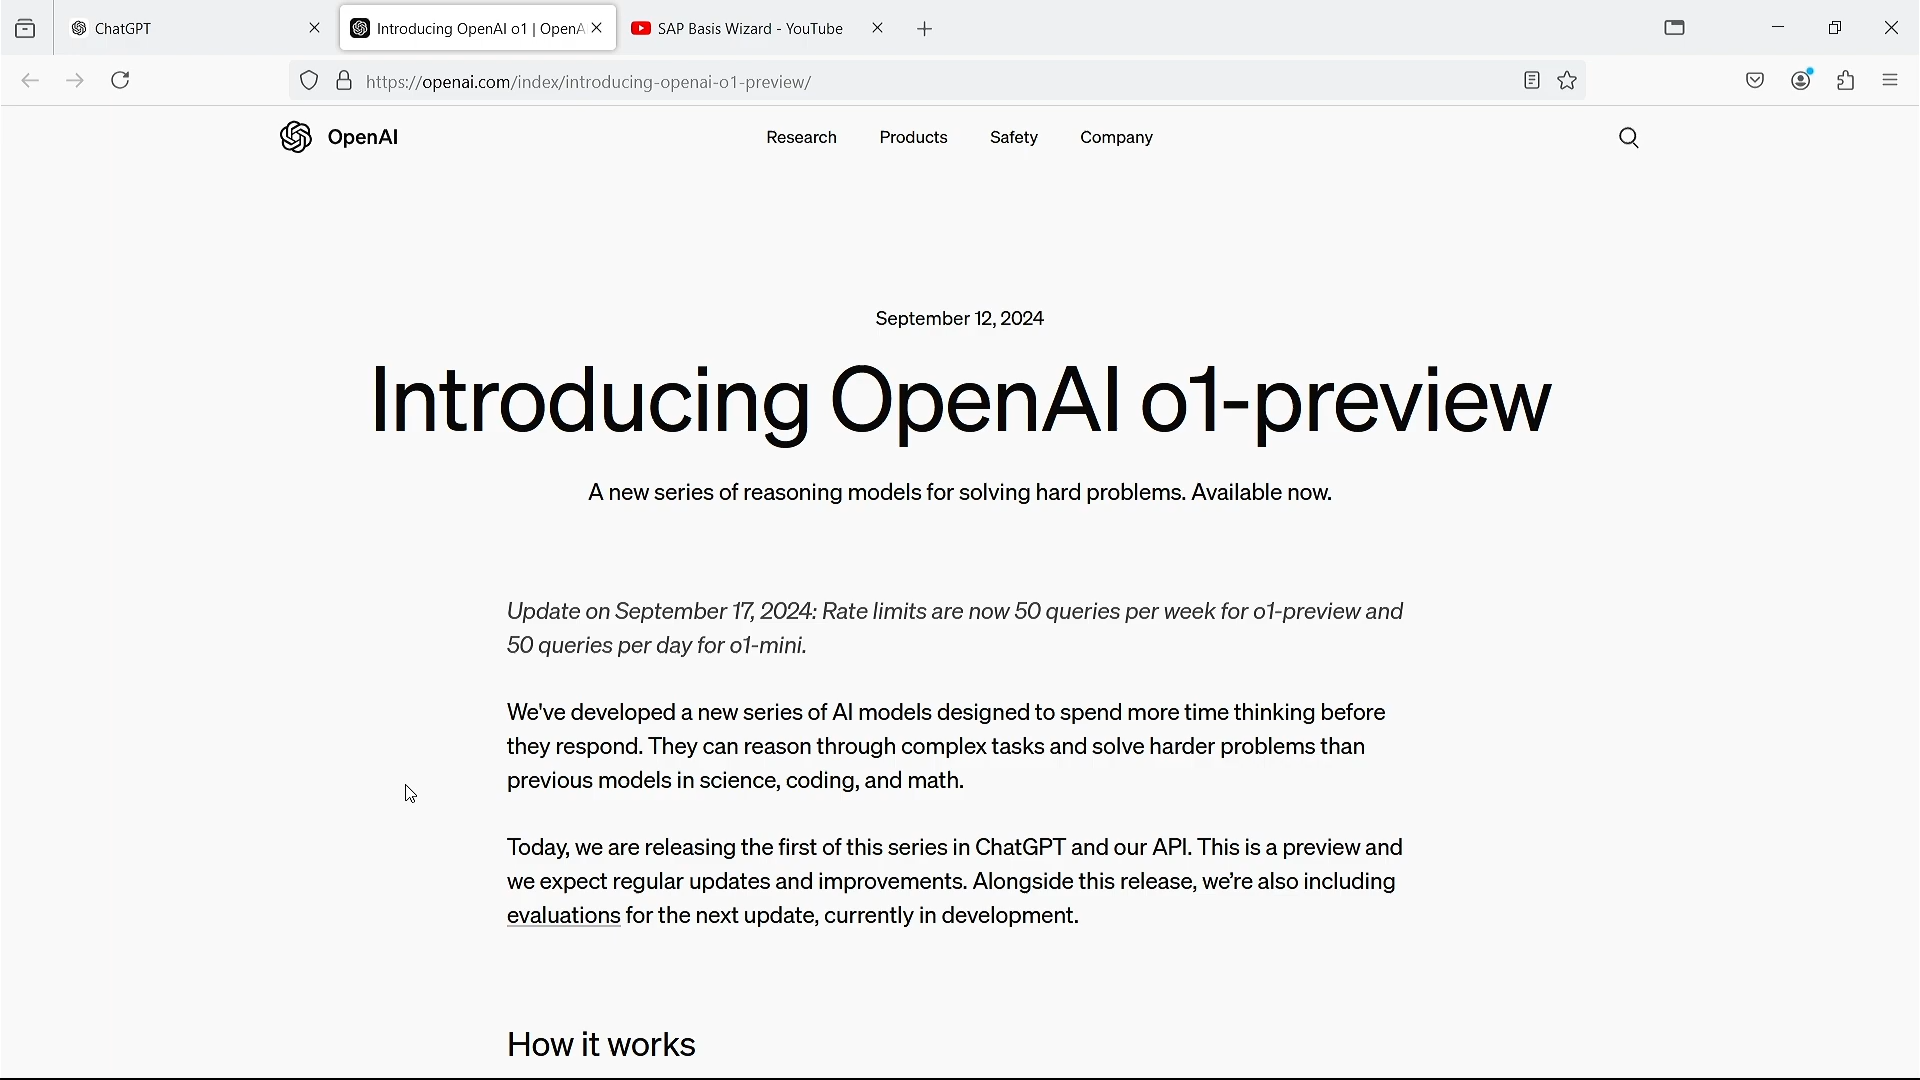 ChatGPT
Introducing OpenAI o1 | OpenA
SAP Basis Wizard - YouTube
https://openai.com/index/introducing-openai-o1-preview/
OpenAI
Research
Products
Safety
Company
September 12, 2024
Introducing OpenAI o1-preview
A new series of reasoning models for solving hard problems. Available now.
Update on September 17, 2024: Rate limits are now 50 queries per week for o1-preview and
50 queries per day for o1-mini.
We've developed a new series of AI models designed to spend more time thinking before
they respond. They can reason through complex tasks and solve harder problems than
previous models in science, coding, and math.
Today, we are releasing the first of this series in ChatGPT and our API. This is a preview and
we expect regular updates and improvements. Alongside this release, we’re also including
evaluations for the next update, currently in development.
How it works